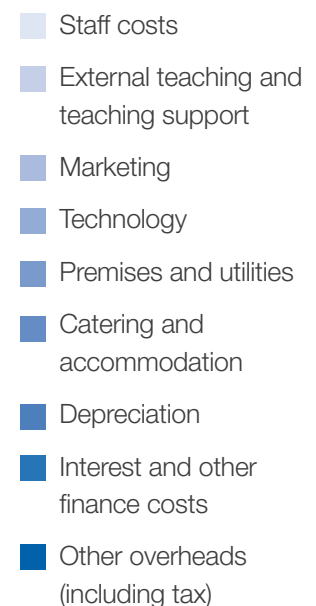 Staff costs
External teaching and
teaching support
Marketing
Technology
Premises and utilities
Catering and
accommodation
Depreciation
Interest and other
finance costs
Other overheads
(including tax)